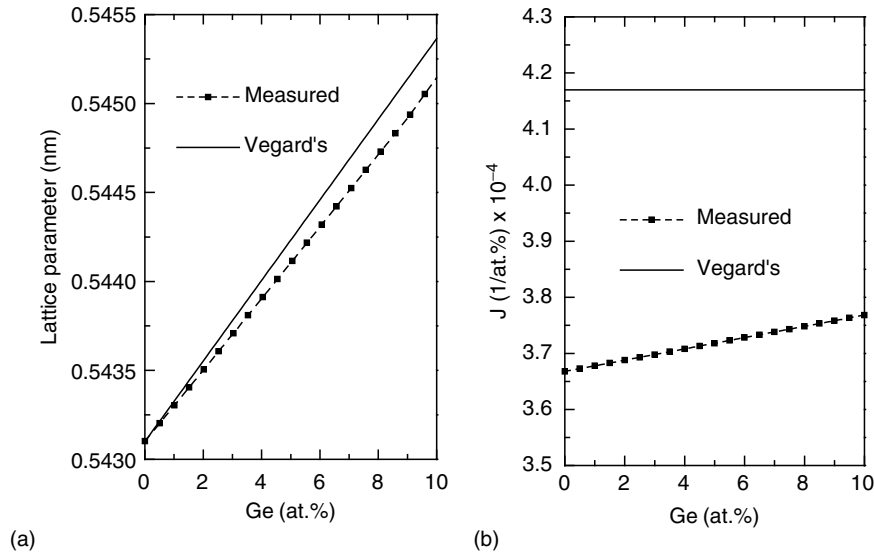 0.5455
0.5450
0.5445
0.5440
0.5435
0.5430
Lattice parameter (nm)
Measured
Vegard's
0 2 4 6 8 10
Ge (at.%)
(a)
4.3
4.2
4.1
4.0
3.9
3.8
3.7
3.6
3.5
J (1/at.%) x 10⁻⁴
Measured
Vegard's
0 2 4 6 8 10
Ge (at.%)
(b)